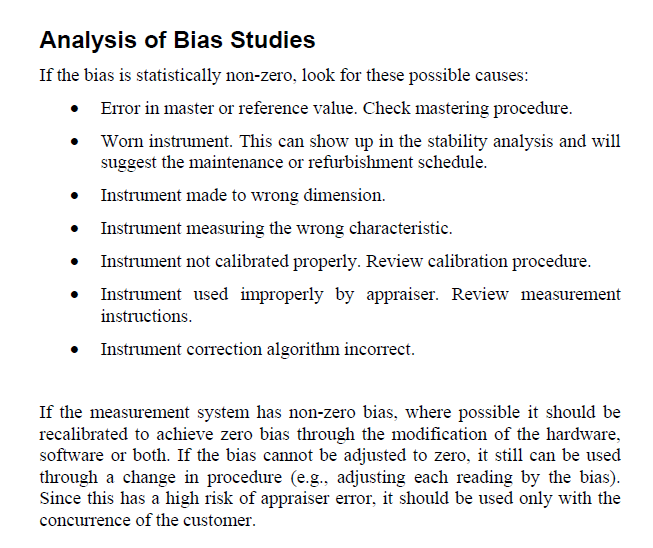 Analysis of Bias Studies
If the bias is statistically non-zero, look for these possible causes:
• Error in master or reference value. Check mastering procedure.
• Worn instrument. This can show up in the stability analysis and will
suggest the maintenance or refurbishment schedule.
• Instrument made to wrong dimension.
• Instrument measuring the wrong characteristic.
• Instrument not calibrated properly. Review calibration procedure.
• Instrument used improperly by appraiser. Review measurement
instructions.
• Instrument correction algorithm incorrect.
If the measurement system has non-zero bias, where possible it should be
recalibrated to achieve zero bias through the modification of the hardware,
software or both. If the bias cannot be adjusted to zero, it still can be used
through a change in procedure (e.g., adjusting each reading by the bias).
Since this has a high risk of appraiser error, it should be used only with the
concurrence of the customer.